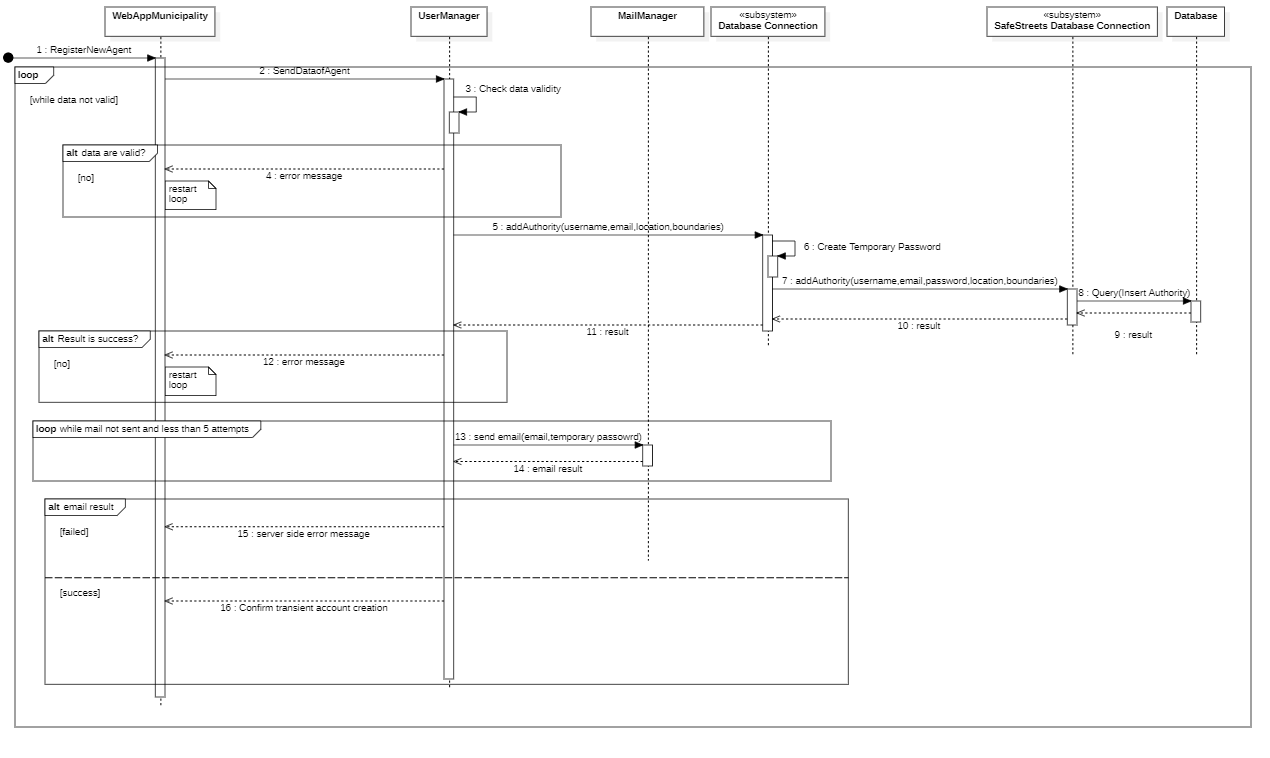 WebAppMunicipality
UserManager
MailManager
«subsystem»
Database Connection
«subsystem»
SafeStreets Database Connection
Database
1 : RegisterNewAgent
loop
2 : SendDataofAgent
3 : Check data validity
[while data not valid]
alt data are valid?
4 : error message
[no]
restart
loop
5 : addAuthority(username,email,location,boundaries)
6 : Create Temporary Password
7 : addAuthority(username,email,password,location,boundaries)
8 : Query(Insert Authority)
9 : result
10 : result
11 : result
alt Result is success?
12 : error message
[no]
restart
loop
loop while mail not sent and less than 5 attempts
13 : send email(email,temporary passowrd)
14 : email result
alt email result
[failed]
15 : server side error message
[success]
16 : Confirm transient account creation